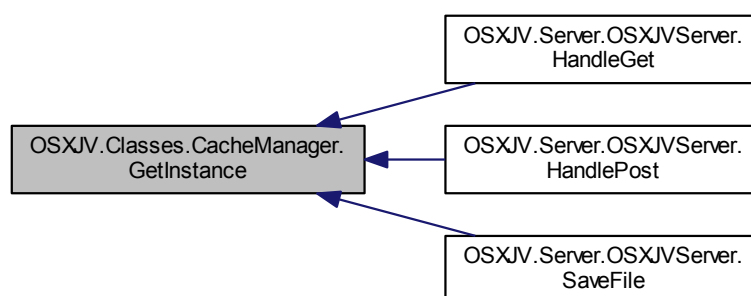 OSXJV.Classes.CacheManager.
GetInstance
OSXJV.Server.OSXJVServer.
HandleGet
OSXJV.Server.OSXJVServer.
HandlePost
OSXJV.Server.OSXJVServer.
SaveFile